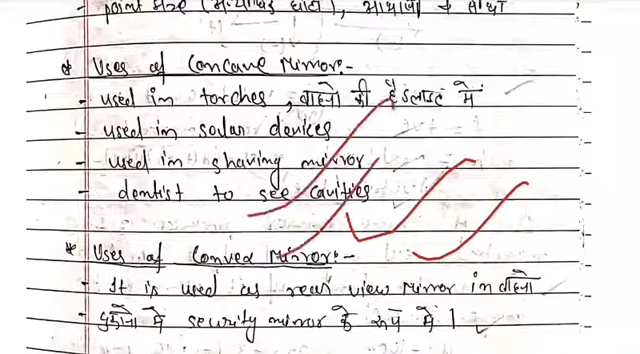 point
* Uses of Concave mirror:-
- used in torches, वाहनो की हैडलाइट में
- used in solar devices
- used in shaving mirror
- dentist to see cavities
* Uses of Convex Mirror:-
- It is used as rear view mirror in वाहनो
- दुकानो में security mirror के रूप में।